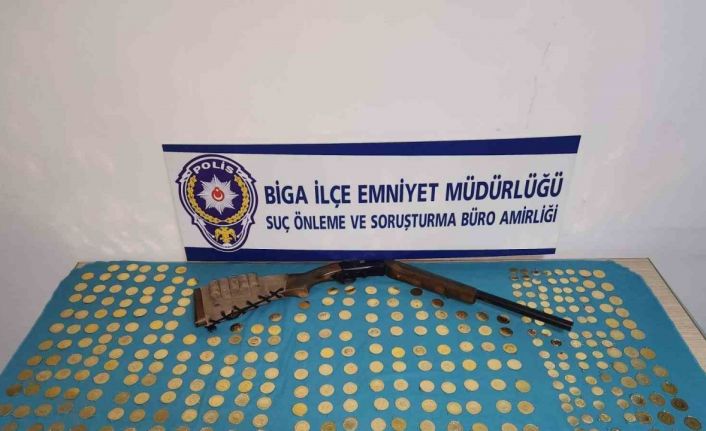 POLİS
BİGA İLÇE EMNİYET MÜDÜRLÜĞÜ
SUÇ ÖNLEME VE SORUŞTURMA BÜRO AMİRLİĞİ